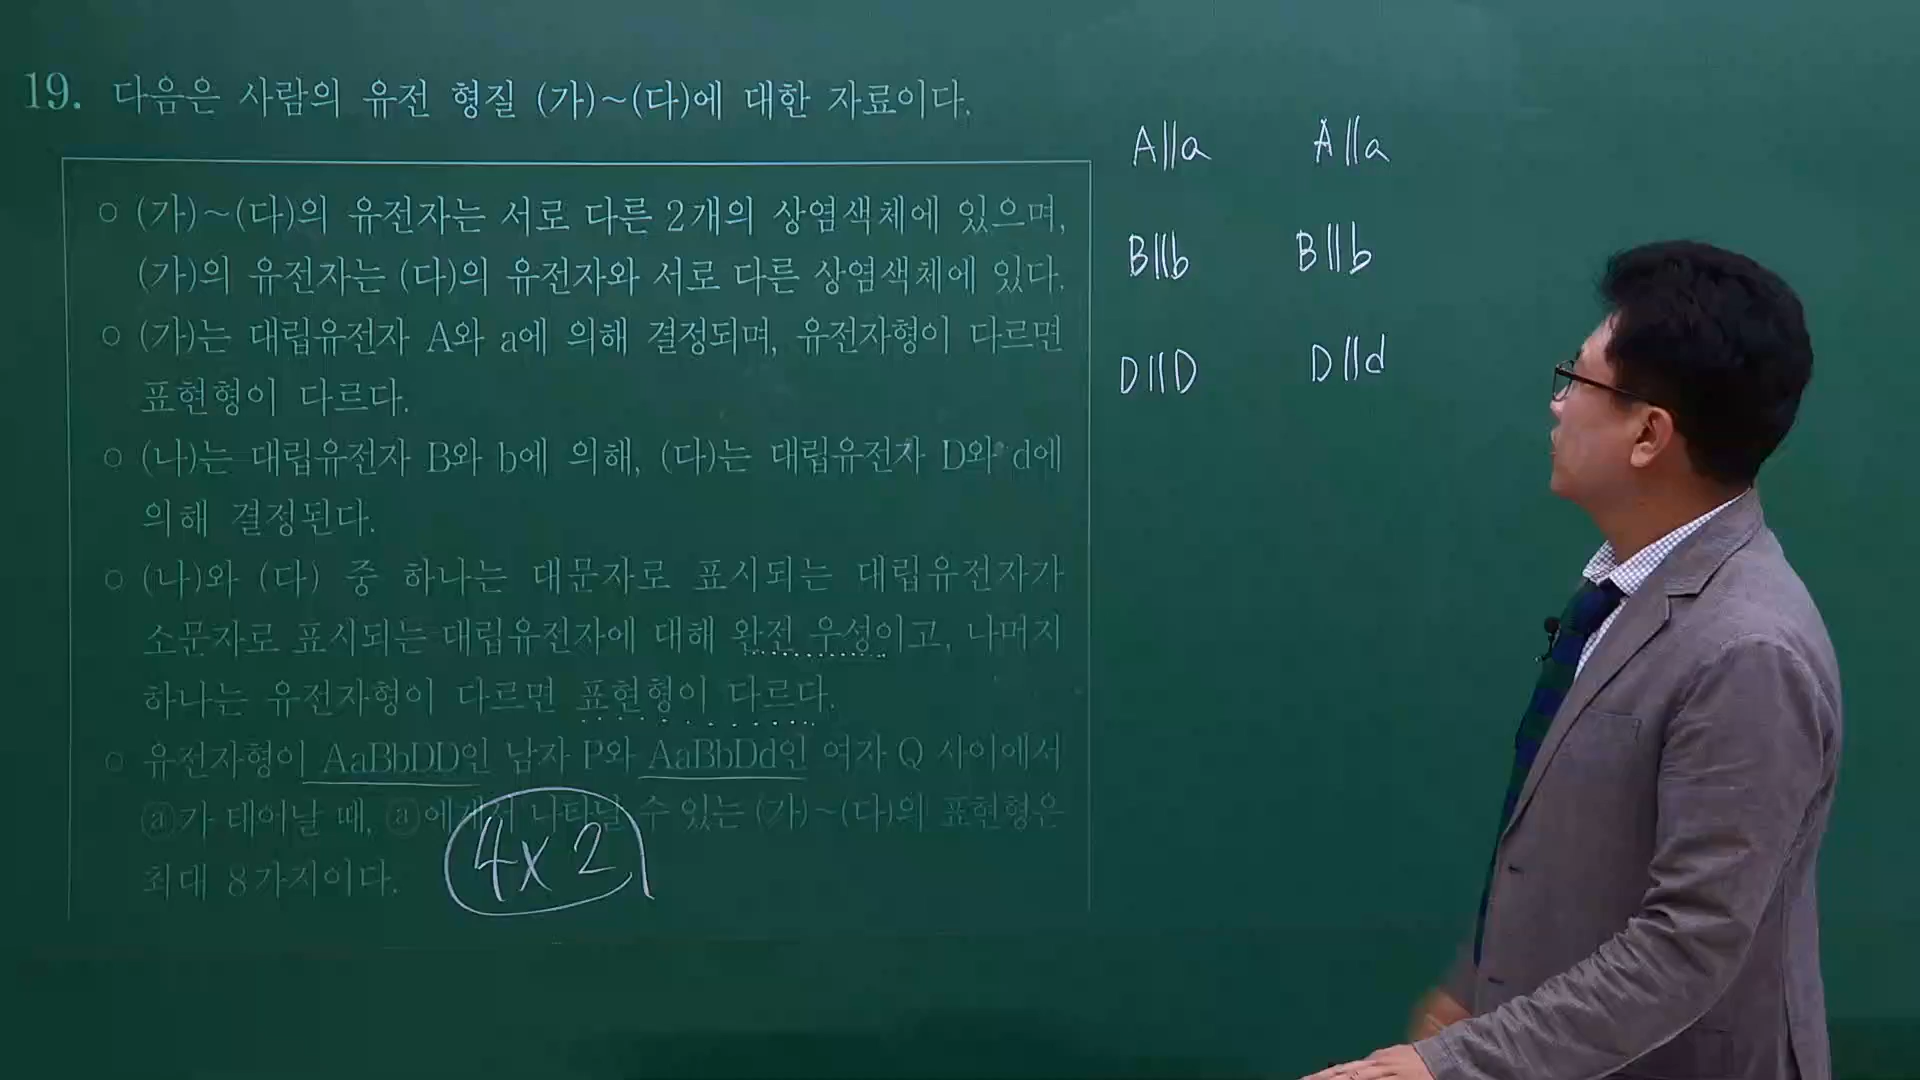 19. 다음은 사람의 유전 형질 (가)~(다)에 대한 자료이다.
○ (가)~(다)의 유전자는 서로 다른 2개의 상염색체에 있으며,
(가)의 유전자는 (다)의 유전자와 서로 다른 상염색체에 있다.
○ (가)는 대립유전자 A와 a에 의해 결정되며, 유전자형이 다르면
표현형이 다르다.
○ (나)는 대립유전자 B와 b에 의해, (다)는 대립유전자 D와 d에
의해 결정된다.
○ (나)와 (다) 중 하나는 대문자로 표시되는 대립유전자가
소문자로 표시되는 대립유전자에 대해 완전 우성이고, 나머지
하나는 유전자형이 다르면 표현형이 다르다.
○ 유전자형이 AaBbDD인 남자 P와 AaBbDd인 여자 Q 사이에서
ⓐ가 태어날 때, ⓐ에게서 나타날 수 있는 (가)~(다)의 표현형은
최대 8가지이다.
4x2
A||a A||a
B||b B||b
D||D D||d